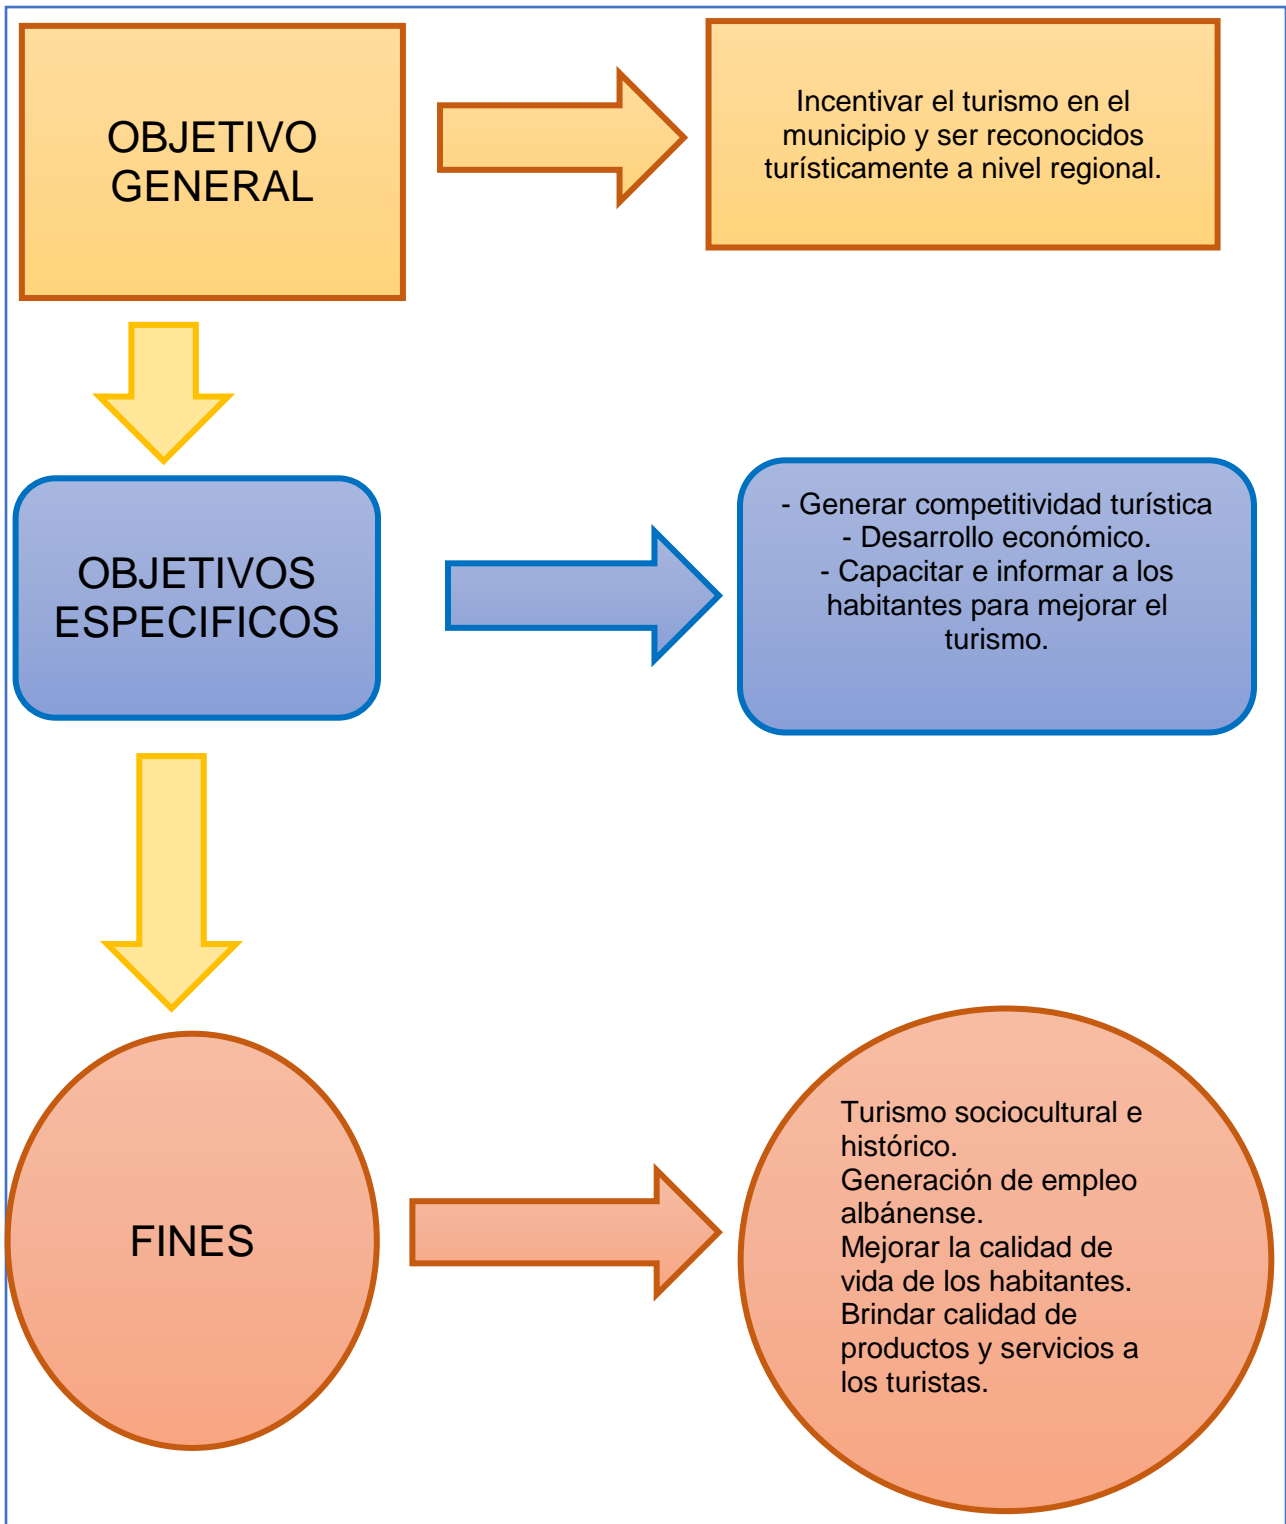 OBJETIVO
GENERAL
Incentivar el turismo en el
municipio y ser reconocidos
turísticamente a nivel regional.
OBJETIVOS
ESPECIFICOS
- Generar competitividad turística
- Desarrollo económico.
- Capacitar e informar a los
habitantes para mejorar el
turismo.
FINES
Turismo sociocultural e
histórico.
Generación de empleo
albánense.
Mejorar la calidad de
vida de los habitantes.
Brindar calidad de
productos y servicios a
los turistas.